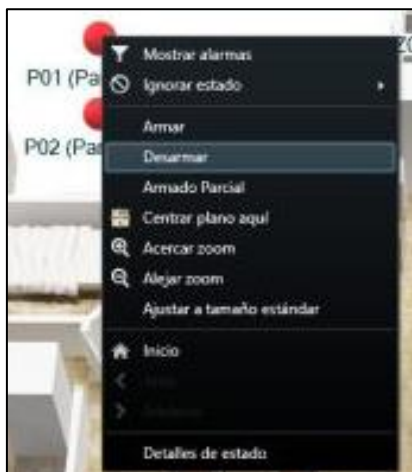 Mostrar alarmas
P01 (Pa
Ignorar estado
Armar
P02 (Pa
Desarmar
Armado Parcial
Centrar plano aquí
Acercar zoom
Alejar zoom
Ajustar a tamaño estándar
Inicio
Detalles de estado